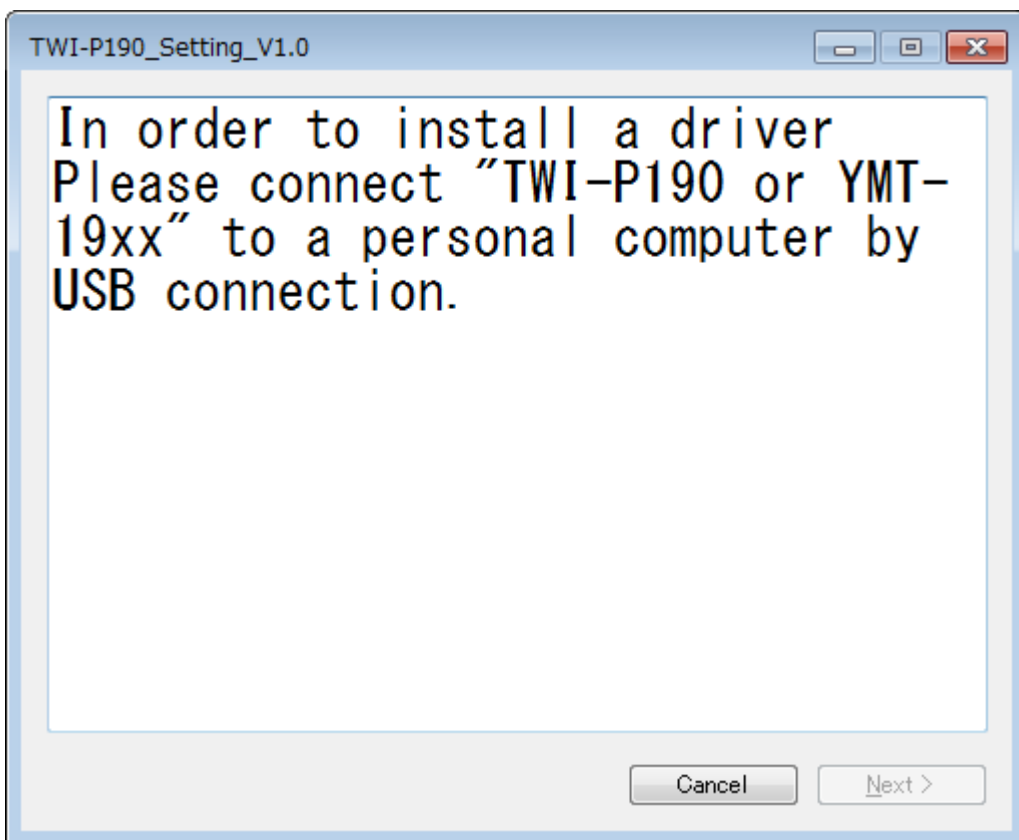 TWI-P190_Setting_V1.0
In order to install a driver
Please connect "TWI-P190 or YMT-
19xx" to a personal computer by
USB connection.
Cancel
Next >